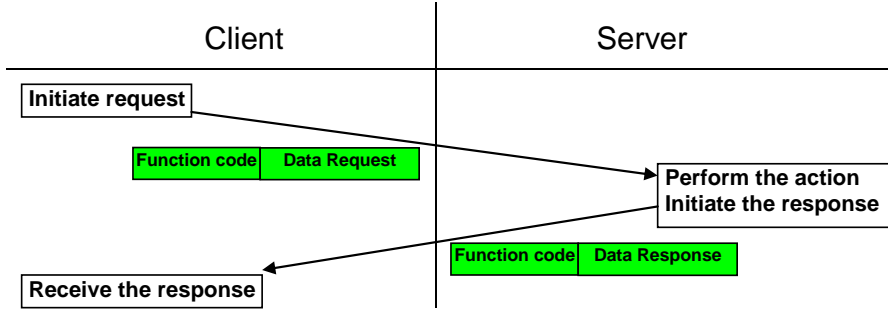 Client
Server
Initiate request
Function code Data Request
Perform the action
Initiate the response
Function code Data Response
Receive the response